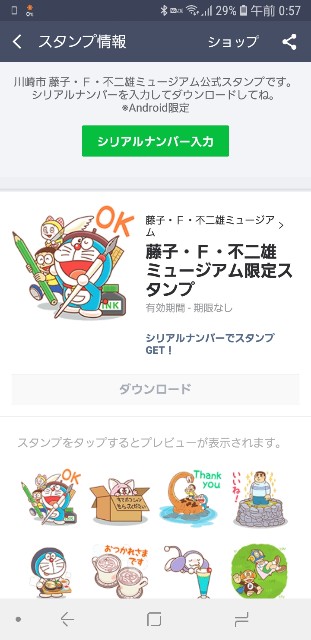 29% 午前 0:57
スタンプ情報
ショップ
川崎市 藤子・F・不二雄ミュージアム公式スタンプです。
シリアルナンバーを入力してダウンロードしてね。
※Android限定
シリアルナンバー入力
OK
INK
藤子・F・不二雄ミュージア
ム
藤子・F・不二雄
ミュージアム限定ス
タンプ
有効期間 - 期限なし
シリアルナンバーでスタンプ
GET！
ダウンロード
スタンプをタップするとプレビューが表示されます。
OK
Thank
you
いいね！
おつかれさま
です